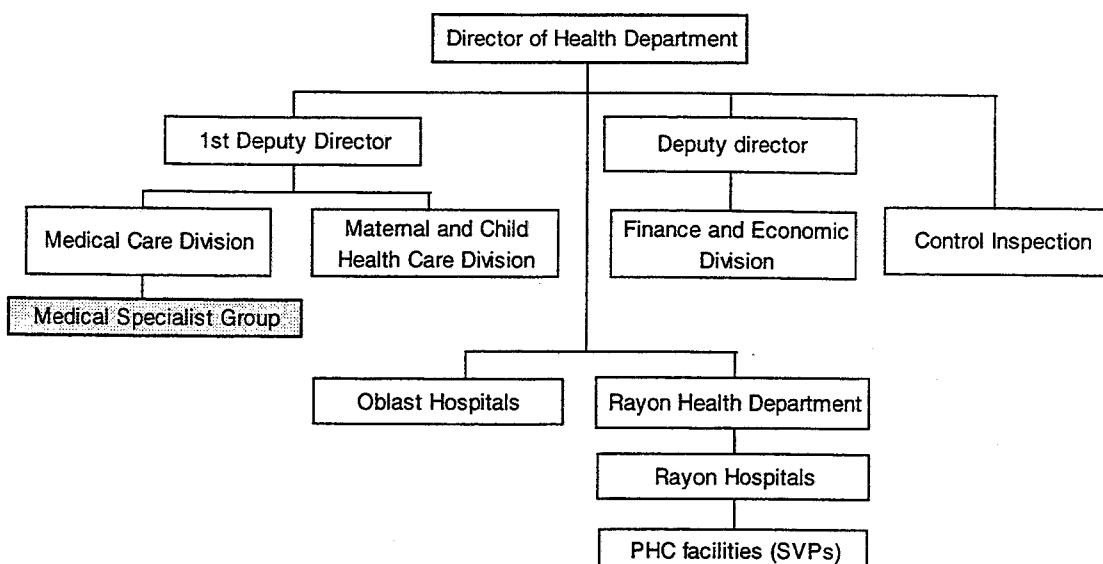 Director of Health Department
1st Deputy Director
Deputy director
Medical Care Division
Maternal and Child
Health Care Division
Finance and Economic
Division
Control Inspection
Medical Specialist Group
Oblast Hospitals
Rayon Health Department
Rayon Hospitals
PHC facilities (SVPs)